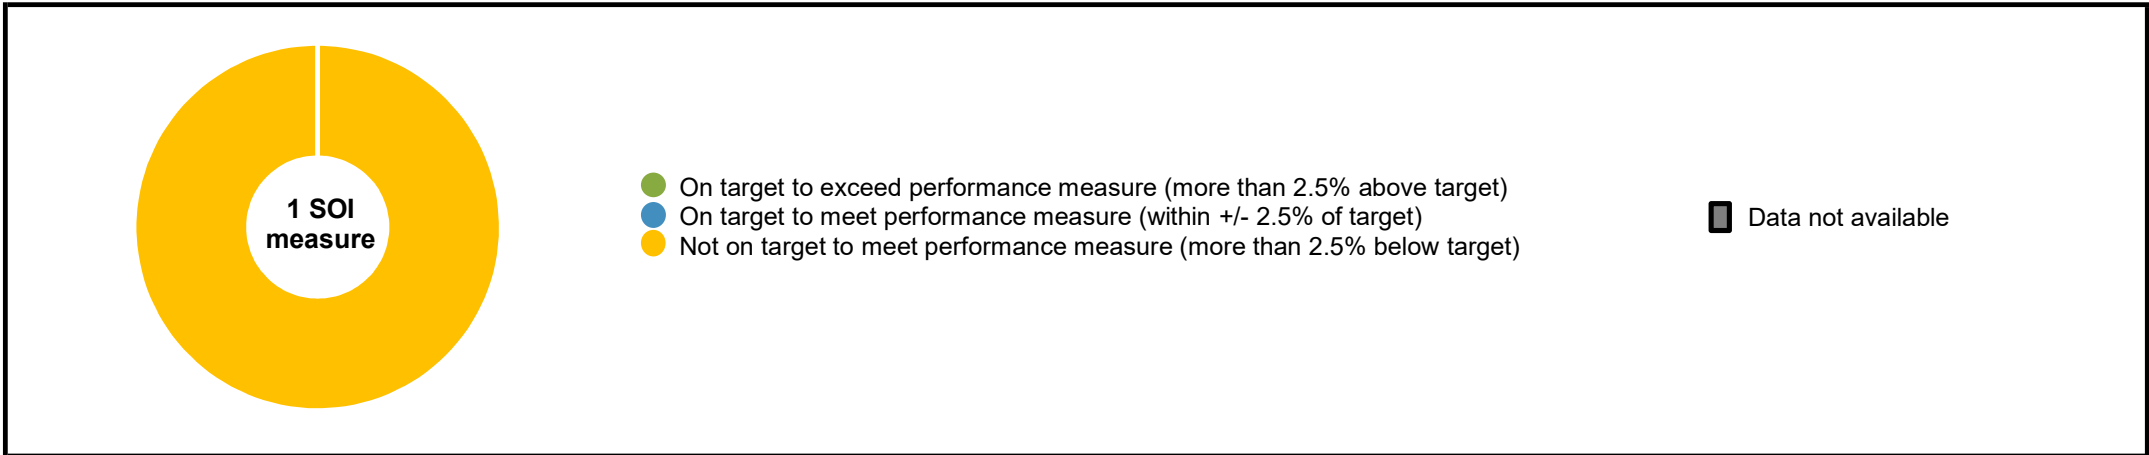 1 SOI
measure
On target to exceed performance measure (more than 2.5% above target)
On target to meet performance measure (within +/- 2.5% of target)
Not on target to meet performance measure (more than 2.5% below target)
Data not available